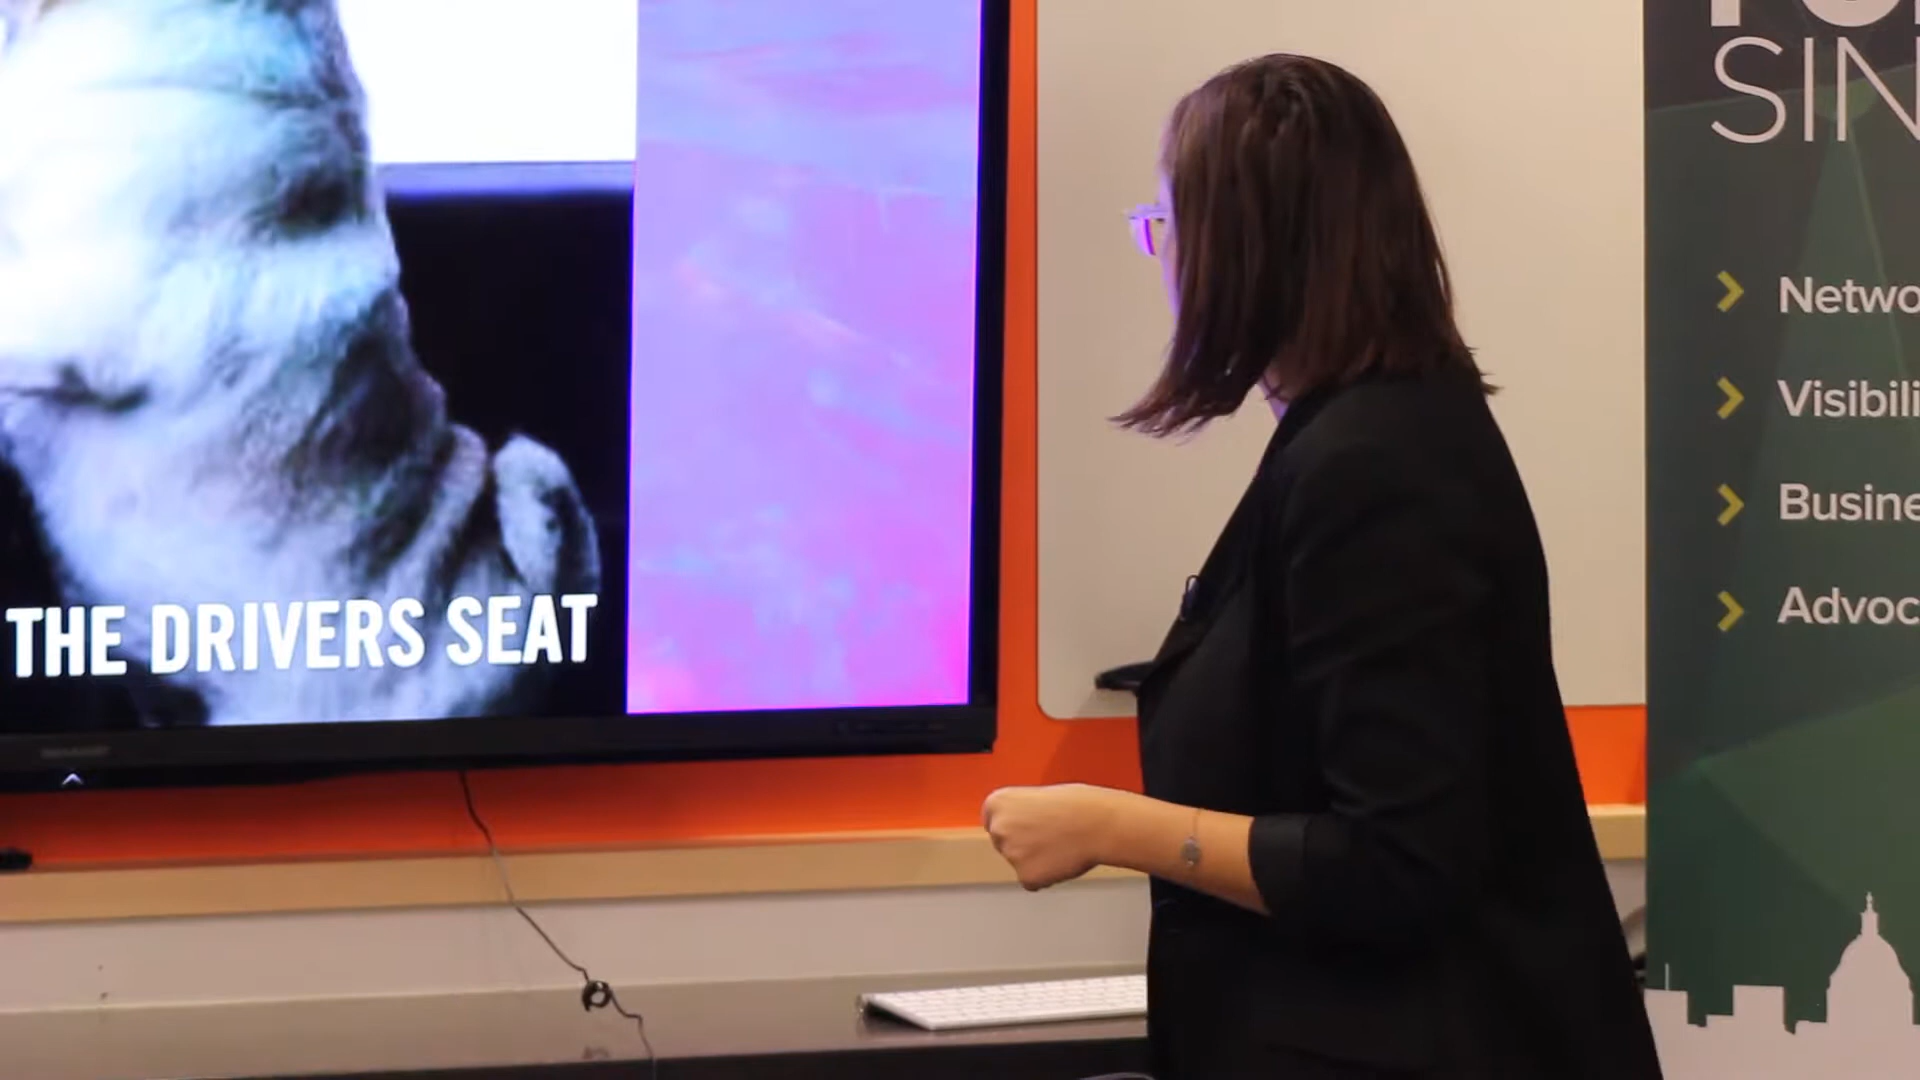 THE DRIVERS SEAT
SIN
Netwo
Visibili
Busine
Advoc